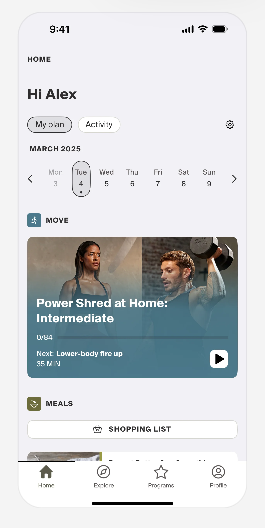 9:41
HOME
Hi Alex
My plan Activity
MARCH 2025
Mon Tue Wed Thu Fri Sat Sun
3 4 5 6 7 8 9
MOVE
Power Shred at Home:
Intermediate
0/84
Next: Lower-body fire up
35 MIN
MEALS
SHOPPING LIST
Home Explore Programs Profile